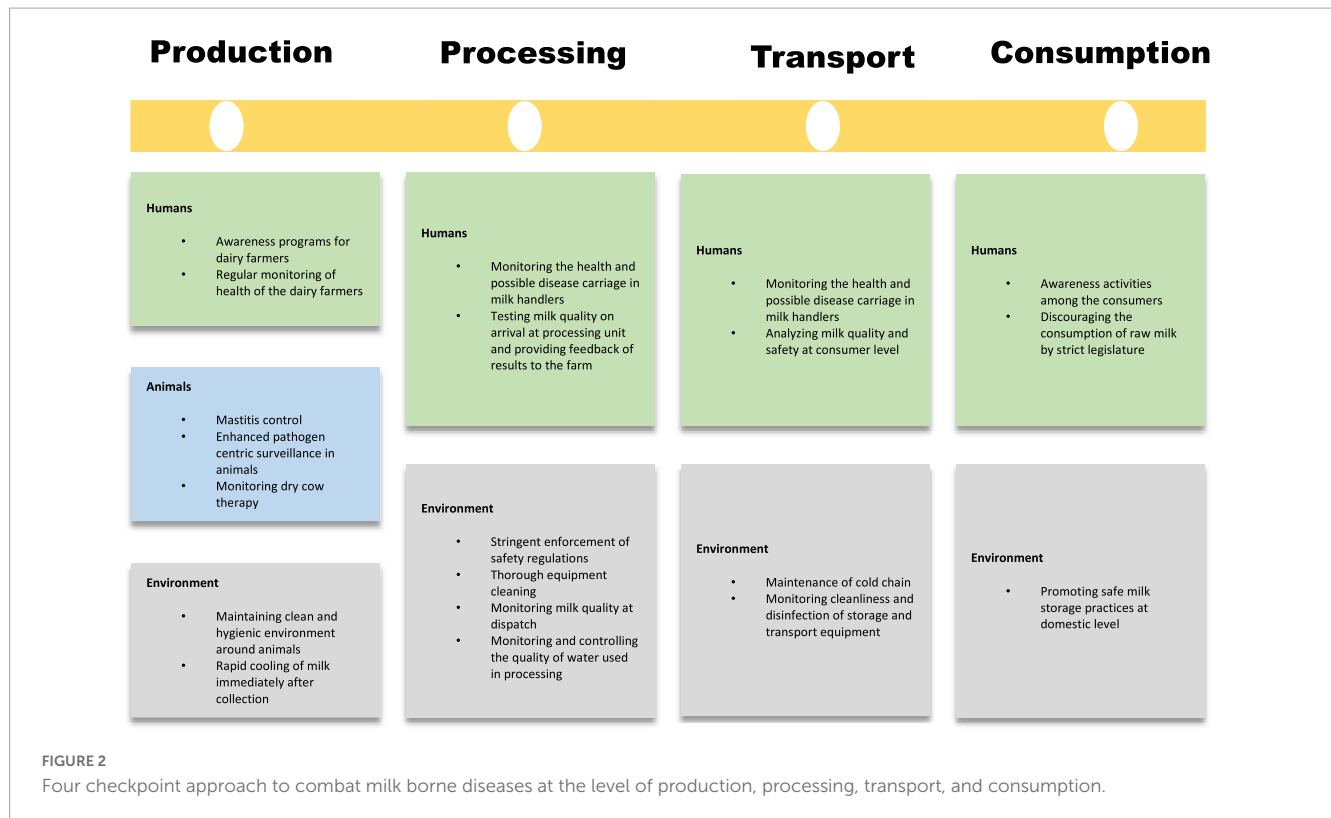 Production
Processing
Transport
Consumption
Humans
• Awareness programs for
dairy farmers
• Regular monitoring of
health of the dairy farmers
Animals
• Mastitis control
• Enhanced pathogen
centric surveillance in
animals
• Monitoring dry cow
therapy
Environment
• Maintaining clean and
hygienic environment
around animals
• Rapid cooling of milk
immediately after
collection
Humans
• Monitoring the health and
possible disease carriage in
milk handlers
• Testing milk quality on
arrival at processing unit
and providing feedback of
results to the farm
Environment
• Stringent enforcement of
safety regulations
• Thorough equipment
cleaning
• Monitoring milk quality at
dispatch
• Monitoring and controlling
the quality of water used
in processing
Humans
• Monitoring the health and
possible disease carriage in
milk handlers
• Analyzing milk quality and
safety at consumer level
Environment
• Maintenance of cold chain
• Monitoring cleanliness and
disinfection of storage and
transport equipment
Humans
• Awareness activities
among the consumers
• Discouraging the
consumption of raw milk
by strict legislature
Environment
• Promoting safe milk
storage practices at
domestic level
FIGURE 2
Four checkpoint approach to combat milk borne diseases at the level of production, processing, transport, and consumption.